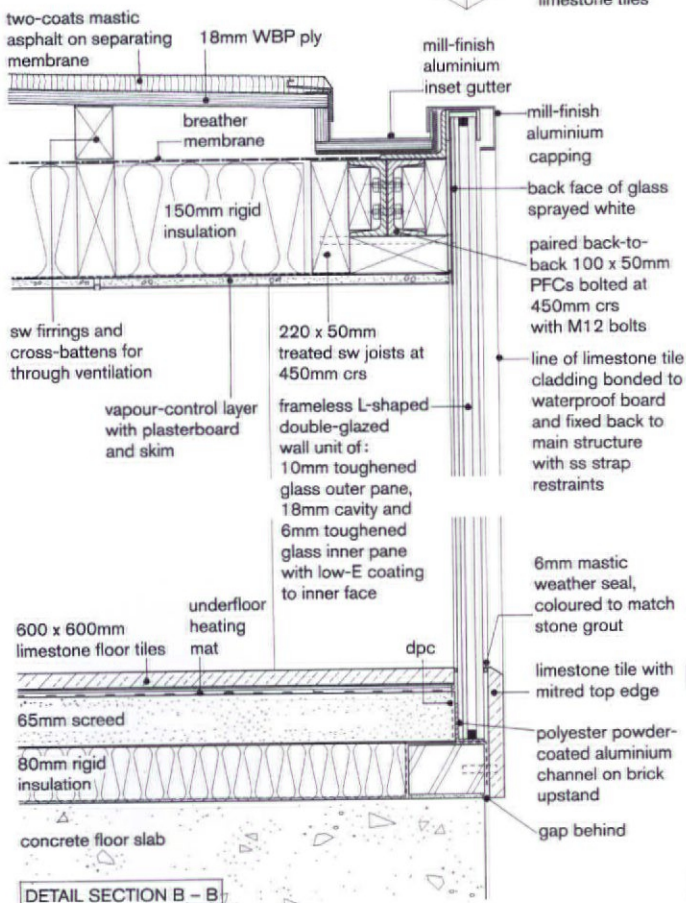 limestone tiles
two-coats mastic
asphalt on separating
membrane
18mm WBP ply
mill-finish
aluminium
inset gutter
breather
membrane
mill-finish
aluminium
capping
back face of glass
sprayed white
150mm rigid
insulation
paired back-to-
back 100 x 50mm
PFCs bolted at
450mm crs
with M12 bolts
sw firrings and
cross-battens for
through ventilation
220 x 50mm
treated sw joists at
450mm crs
line of limestone tile
cladding bonded to
waterproof board
and fixed back to
main structure
with ss strap
restraints
vapour-control layer
with plasterboard
and skim
frameless L-shaped
double-glazed
wall unit of:
10mm toughened
glass outer pane,
18mm cavity and
6mm toughened
glass inner pane
with low-E coating
to inner face
6mm mastic
weather seal,
coloured to match
stone grout
600 x 600mm
limestone floor tiles
underfloor
heating
mat
dpc
limestone tile with
mitred top edge
65mm screed
polyester powder-
coated aluminium
channel on brick
upstand
80mm rigid
insulation
gap behind
concrete floor slab
DETAIL SECTION B – B